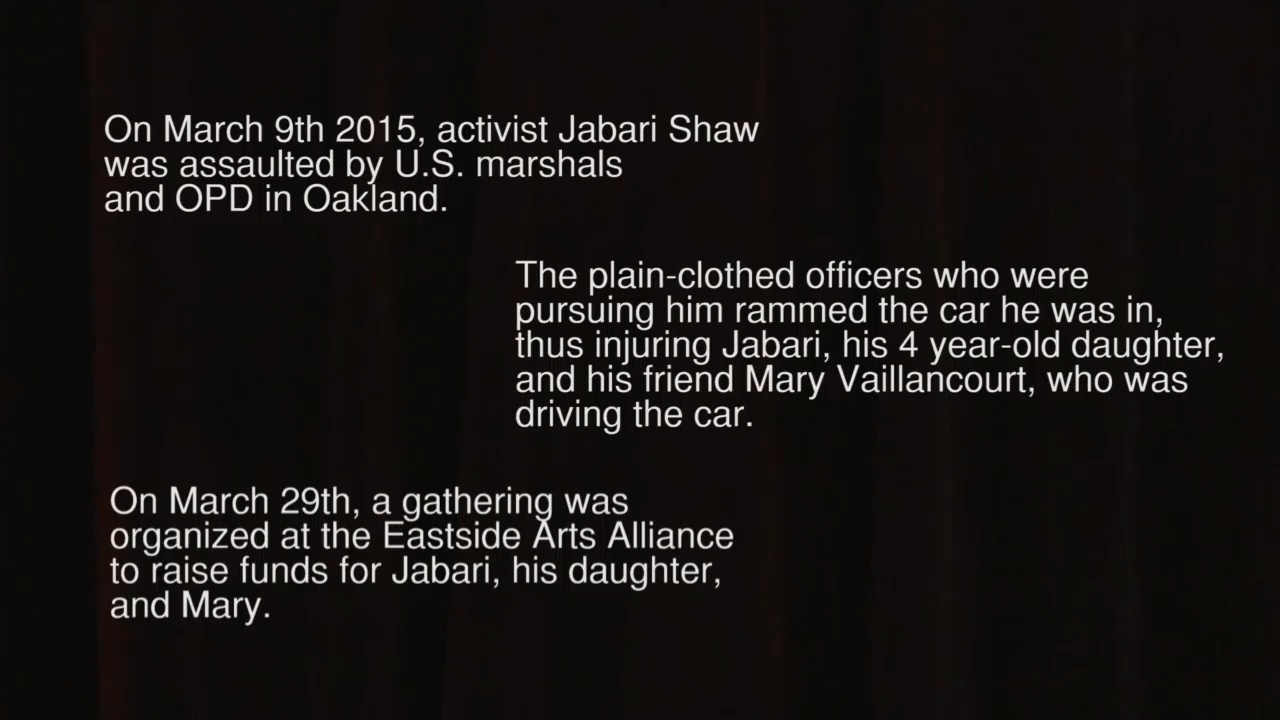 On March 9th 2015, activist Jabari Shaw
was assaulted by U.S. marshals
and OPD in Oakland.
The plain-clothed officers who were
pursuing him rammed the car he was in,
thus injuring Jabari, his 4 year-old daughter,
and his friend Mary Vaillancourt, who was
driving the car.
On March 29th, a gathering was
organized at the Eastside Arts Alliance
to raise funds for Jabari, his daughter,
and Mary.